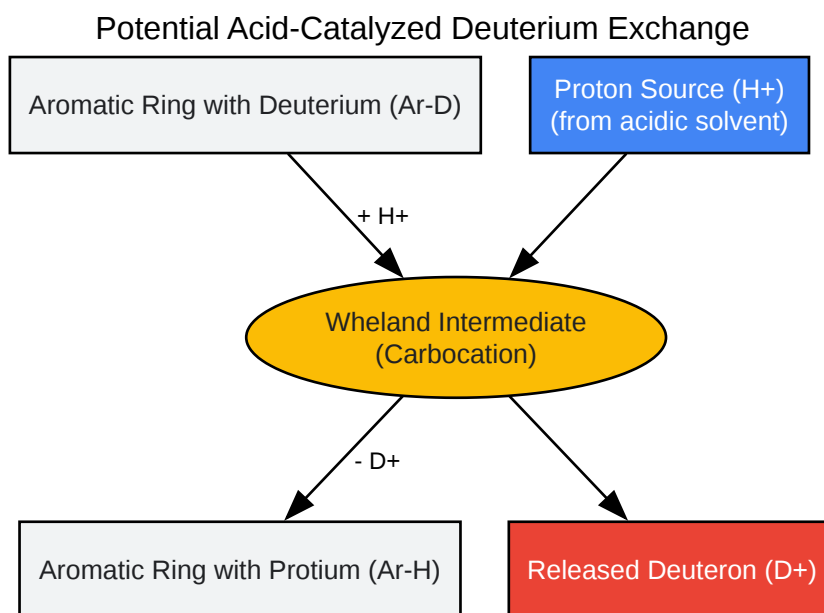 Potential Acid-Catalyzed Deuterium Exchange
Aromatic Ring with Deuterium (Ar-D)
Proton Source (H+)
(from acidic solvent)
+ H+
Wheland Intermediate
(Carbocation)
- D+
Aromatic Ring with Protium (Ar-H)
Released Deuteron (D+)